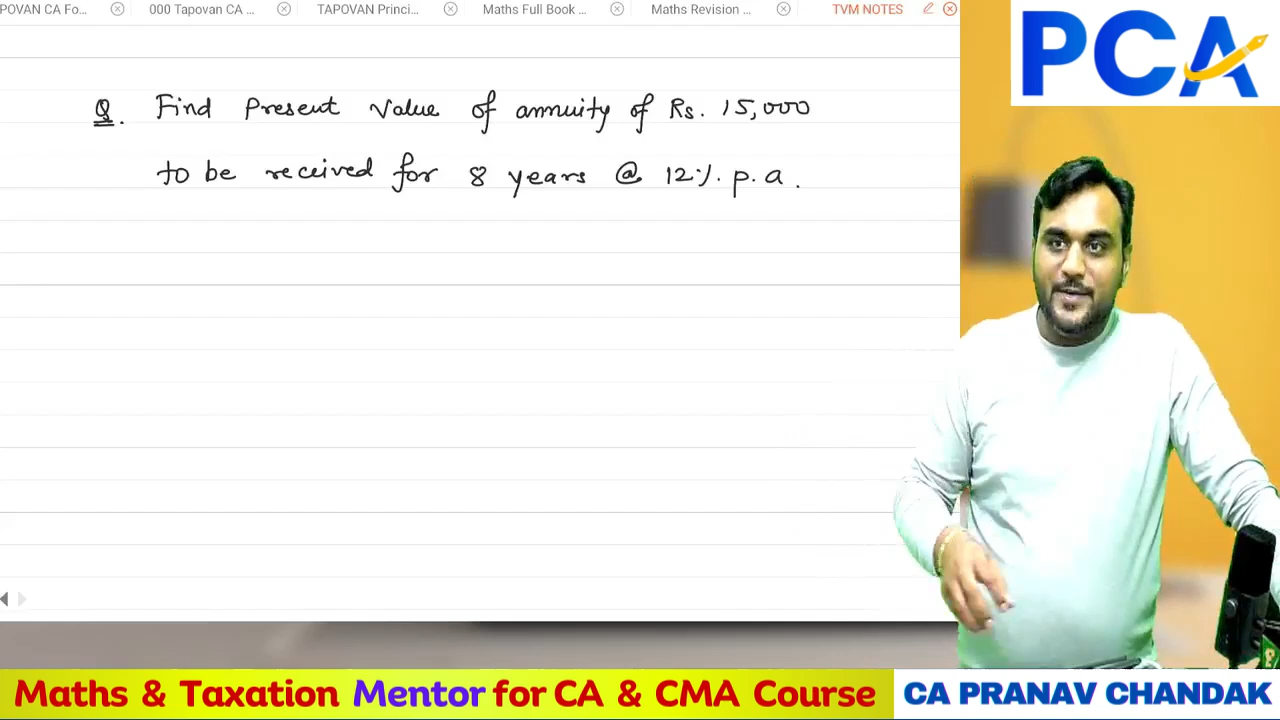 POVAN CA Fo...
000 Tapovan CA ...
TAPOVAN Princi...
Maths Full Book ...
Maths Revision ...
TVM NOTES
PCA
Q. Find Present Value of annuity of Rs. 15,000
to be received for 8 years @ 12%. p.a.
Maths & Taxation Mentor for CA & CMA Course
CA PRANAV CHANDAK